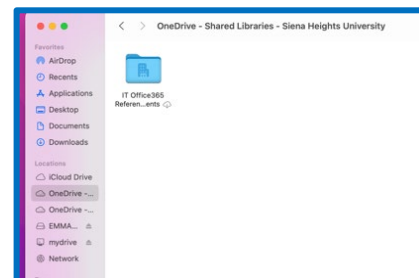 OneDrive - Shared Libraries - Siena Heights University
Favorites
AirDrop
Recents
Applications
Desktop
Documents
Downloads
Locations
iCloud Drive
OneDrive -...
OneDrive -...
EMMA...
mydrive
Network
IT Office365
Referen...ents